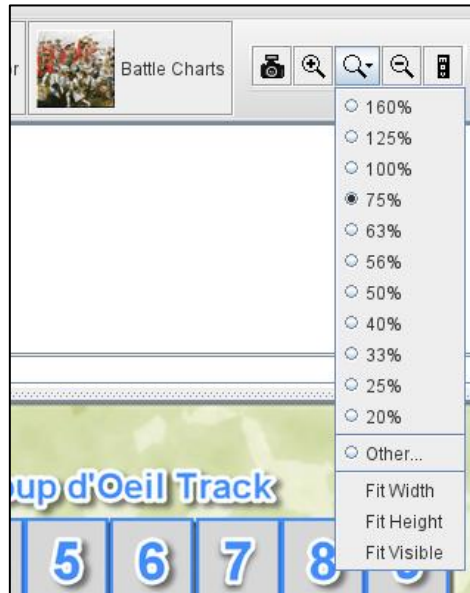 r
Battle Charts
160%
125%
100%
75%
63%
56%
50%
40%
33%
25%
20%
Other...
Fit Width
Fit Height
Fit Visible
oup d'Oeil Track
5 6 7 8